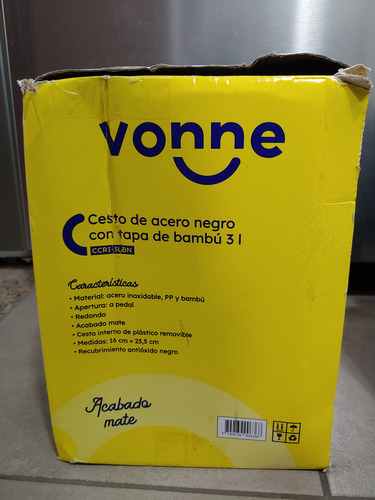 vonne
Cesto de acero negro
con tapa de bambú 3 l
CCRI-3LBN
Características
• Material: acero inoxidable, PP y bambú
• Apertura: a pedal
• Redondo
• Acabado mate
• Cesto interno de plástico removible
• Medidas: 16 cm × 23,5 cm
• Recubrimiento antióxido negro
Acabado
mate